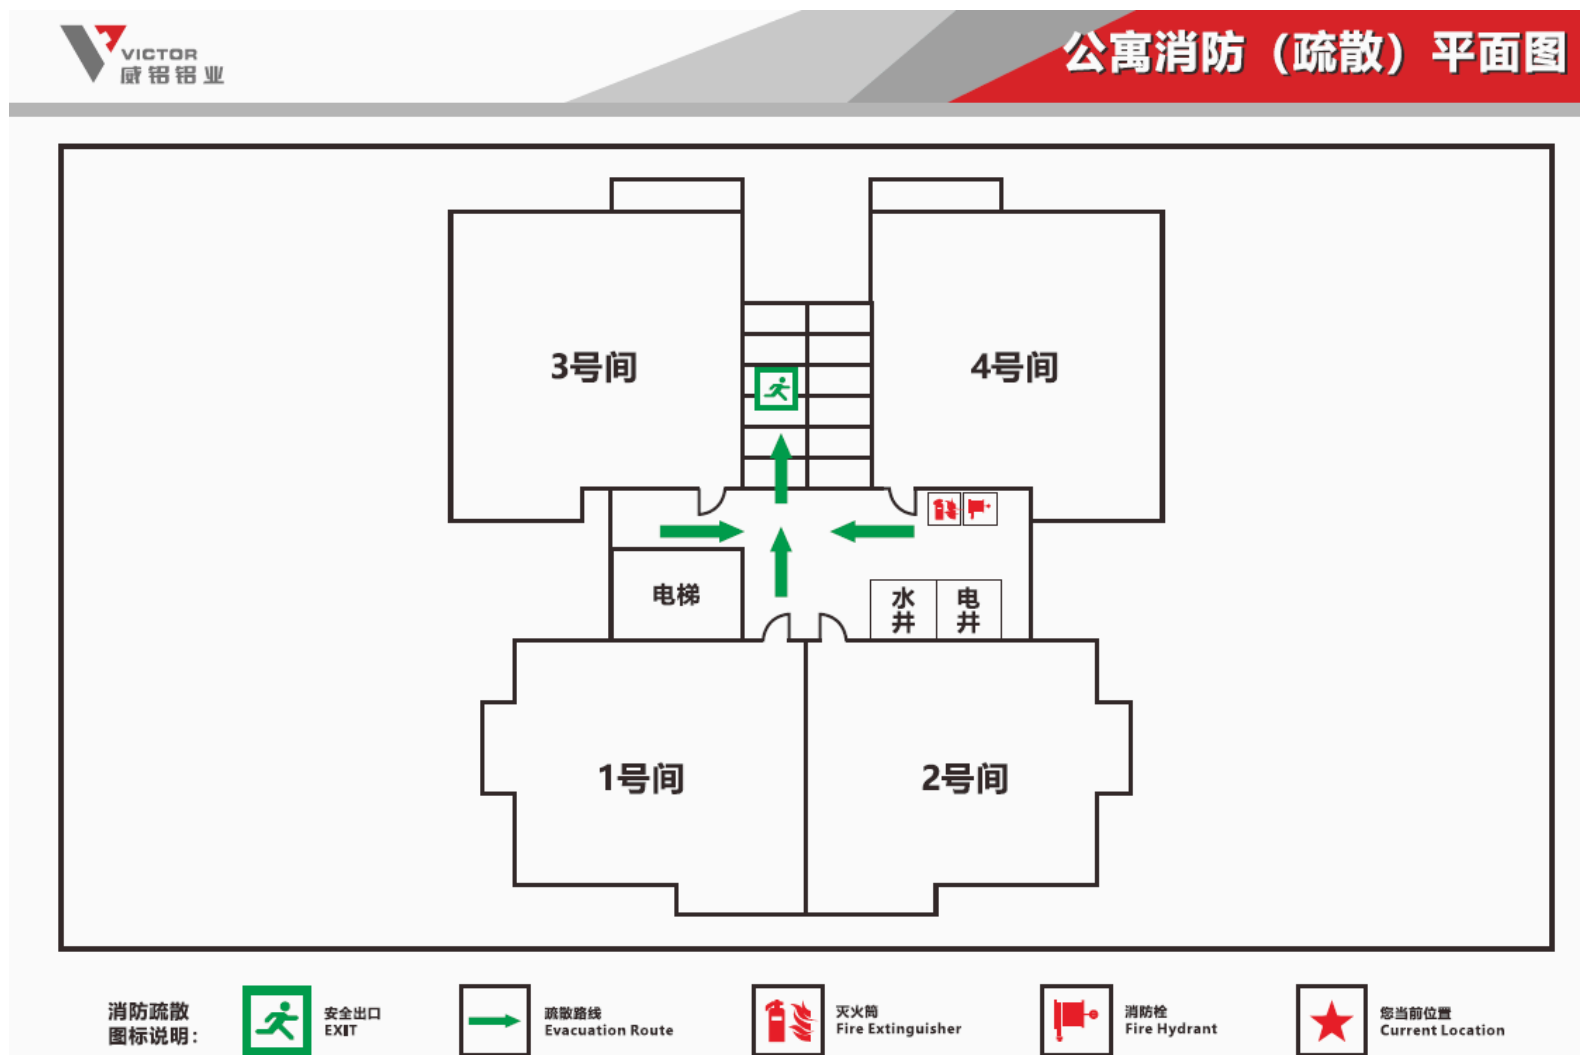 VICTOR
威铝铝业
公寓消防（疏散）平面图
3号间
4号间
电梯
水井
电井
1号间
2号间
消防疏散
图标说明：
安全出口
EXIT
疏散路线
Evacuation Route
灭火筒
Fire Extinguisher
消防栓
Fire Hydrant
您当前位置
Current Location